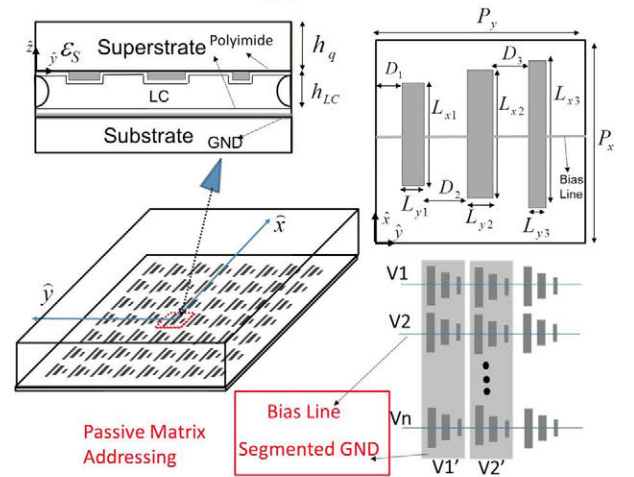 ẑ
ŷ
ε_S
Superstrate
Polyimide
h_q
LC
h_LC
Substrate
GND
P_y
D_1
D_3
L_x1
L_x2
L_x3
P_x
Bias
Line
D_2
L_y1
L_y2
L_y3
x̂
ŷ
x̂
ŷ
V1
V2
Vn
V1’
V2’
Passive Matrix
Addressing
Bias Line
Segmented GND